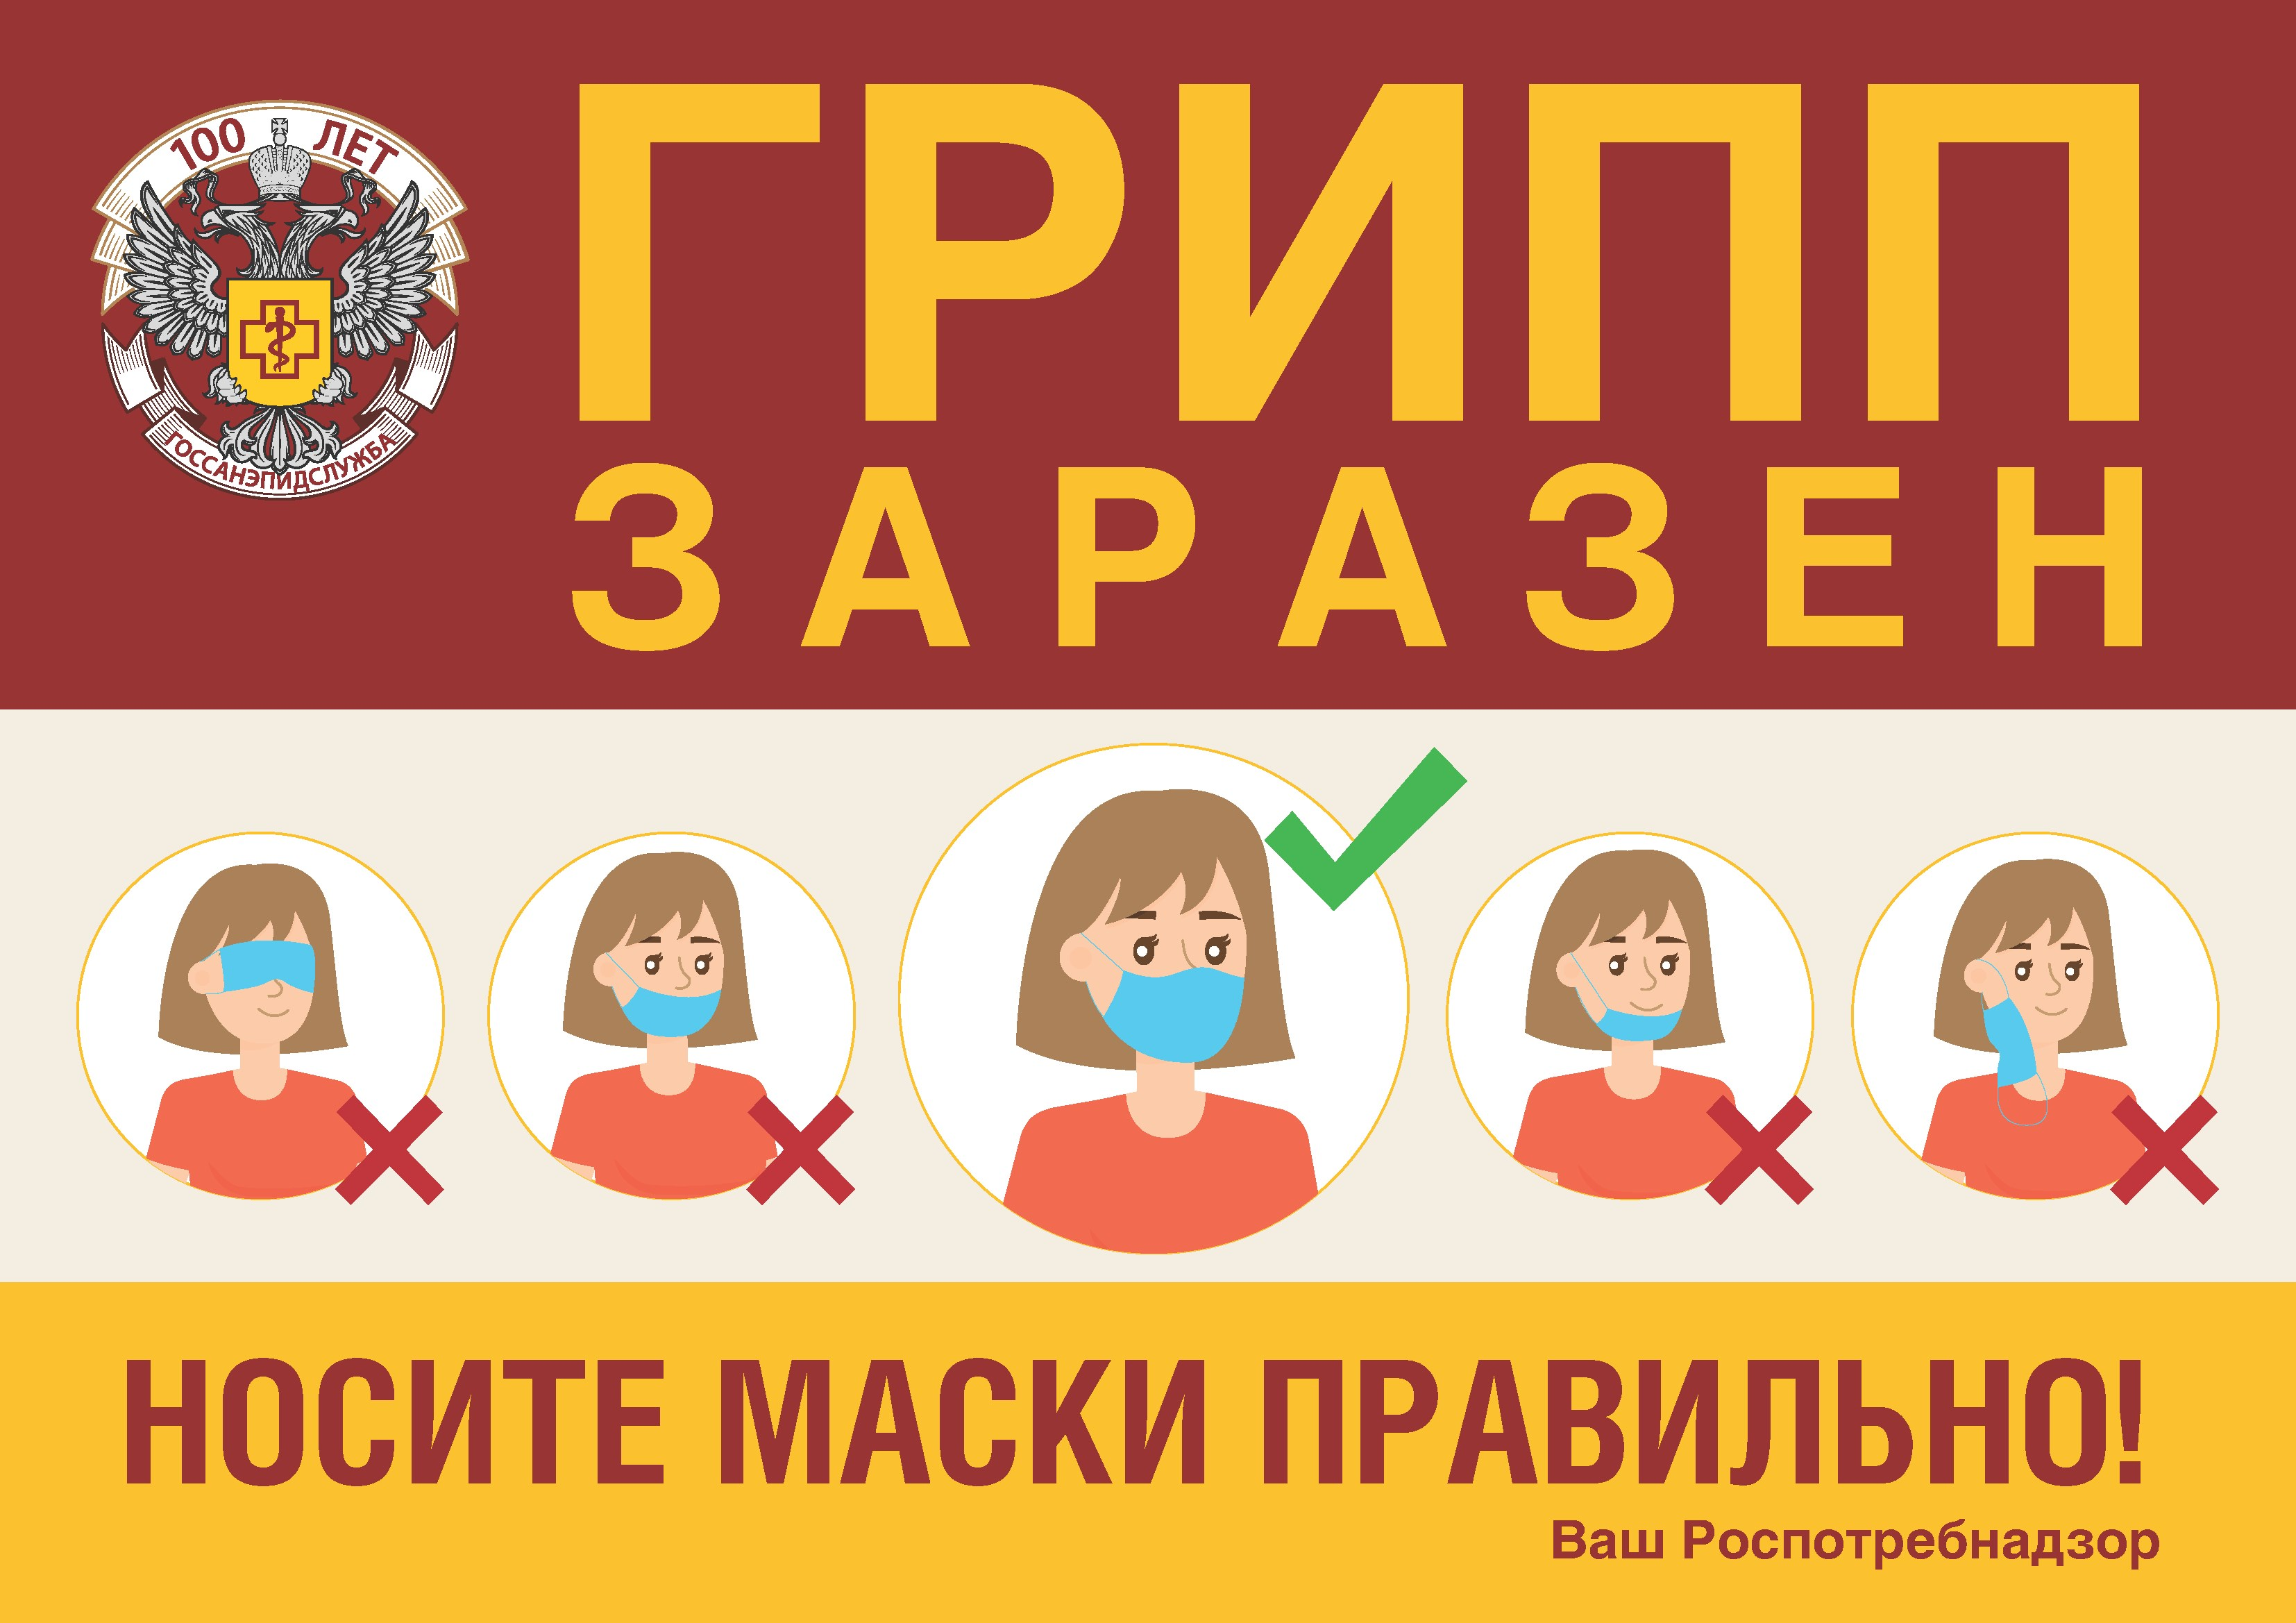 100 ЛЕТ
ГОССАНЭПИДСЛУЖБА
ГРИПП
ЗАРАЗЕН
НОСИТЕ МАСКИ ПРАВИЛЬНО!
Ваш Роспотребнадзор